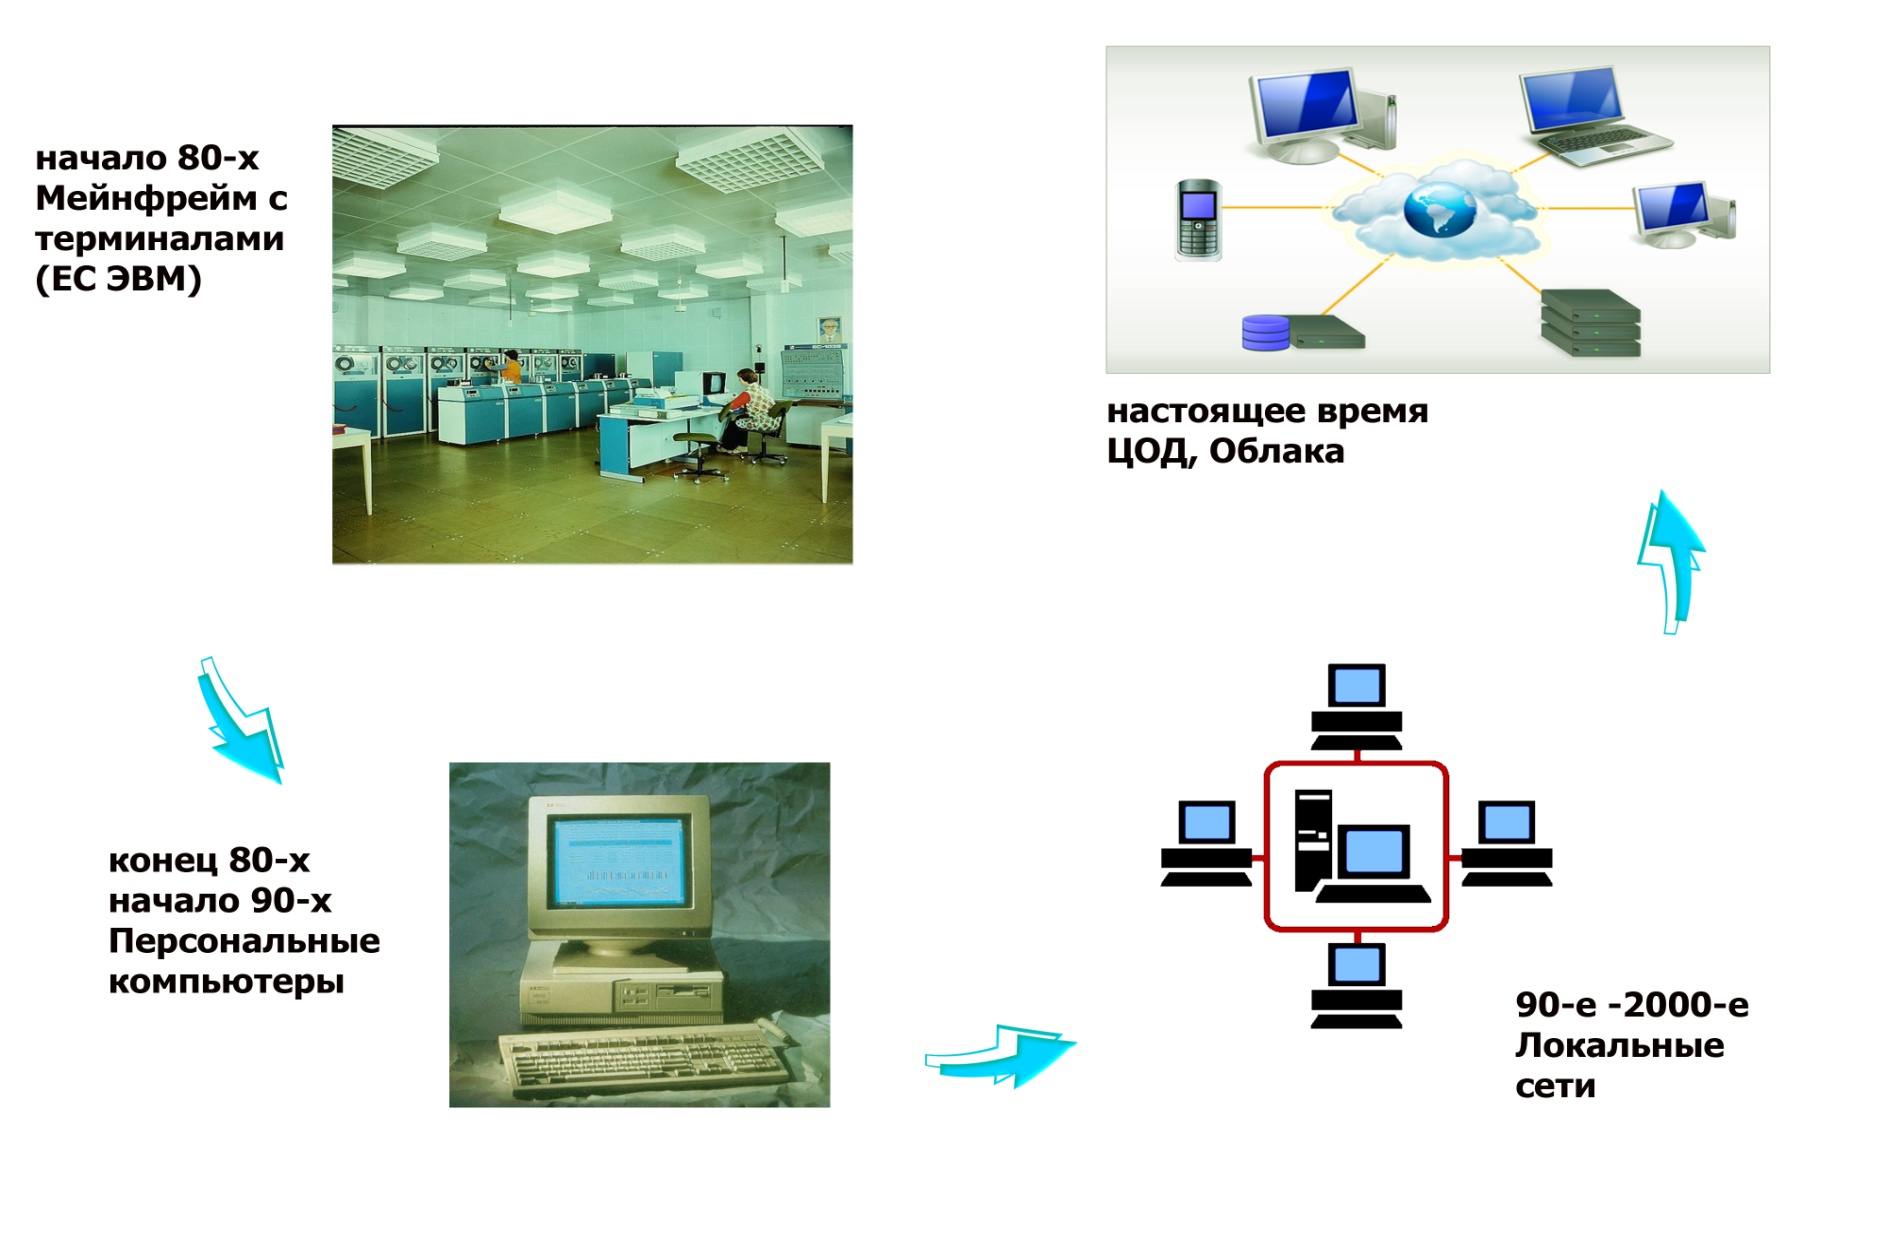 начало 80-х
Мейнфрейм с
терминалами
(ЕС ЭВМ)
конец 80-х
начало 90-х
Персональные
компьютеры
90-е -2000-е
Локальные
сети
настоящее время
ЦОД, Облака